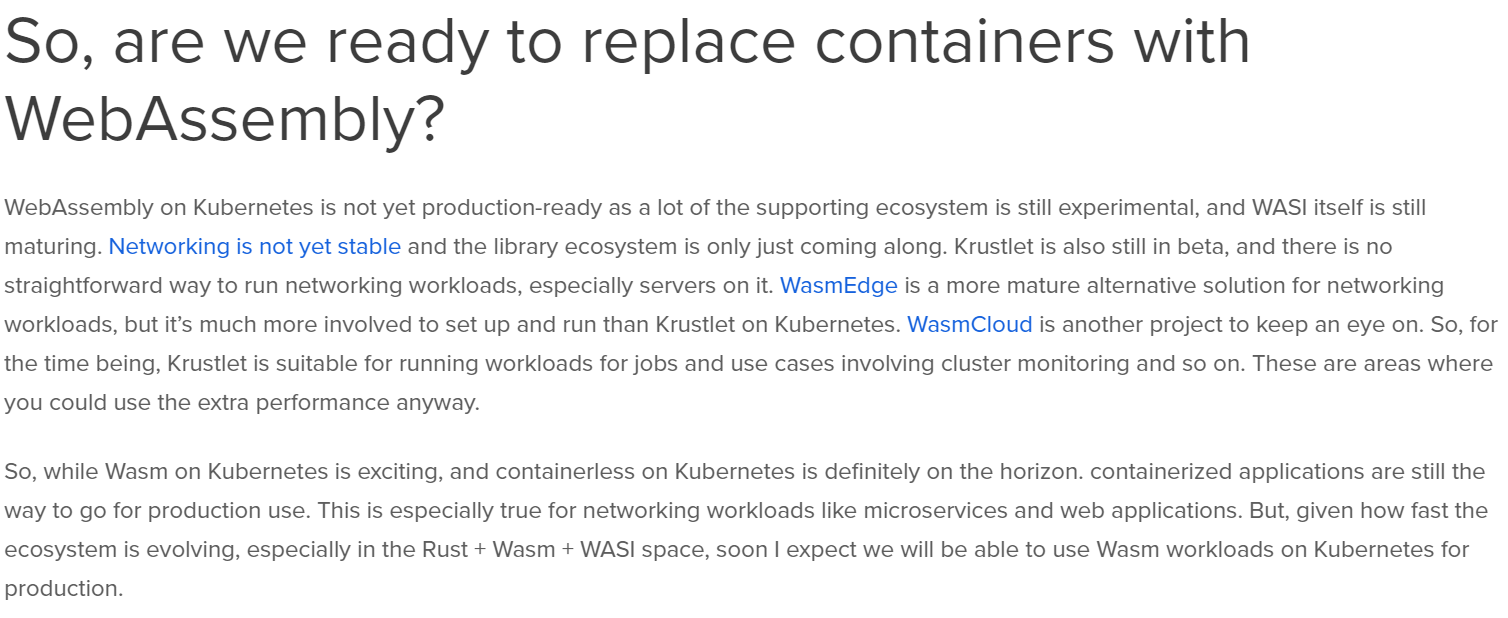 So, are we ready to replace containers with
WebAssembly?
WebAssembly on Kubernetes is not yet production-ready as a lot of the supporting ecosystem is still experimental, and WASI itself is still
maturing. Networking is not yet stable and the library ecosystem is only just coming along. Krustlet is also still in beta, and there is no
straightforward way to run networking workloads, especially servers on it. WasmEdge is a more mature alternative solution for networking
workloads, but it’s much more involved to set up and run than Krustlet on Kubernetes. WasmCloud is another project to keep an eye on. So, for
the time being, Krustlet is suitable for running workloads for jobs and use cases involving cluster monitoring and so on. These are areas where
you could use the extra performance anyway.
So, while Wasm on Kubernetes is exciting, and containerless on Kubernetes is definitely on the horizon. containerized applications are still the
way to go for production use. This is especially true for networking workloads like microservices and web applications. But, given how fast the
ecosystem is evolving, especially in the Rust + Wasm + WASI space, soon I expect we will be able to use Wasm workloads on Kubernetes for
production.